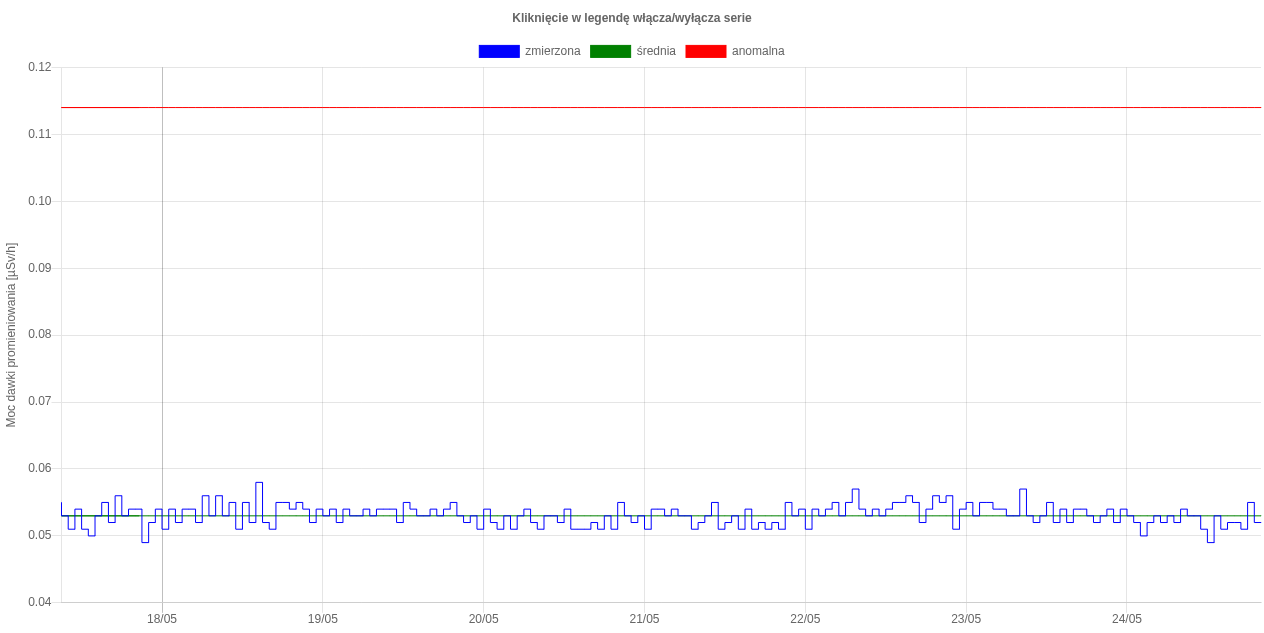 Kliknięcie w legendę włącza/wyłącza serie
zmierzona średnia anomalna
Moc dawki promieniowania [µSv/h]
0.12
0.11
0.10
0.09
0.08
0.07
0.06
0.05
0.04
18/05 19/05 20/05 21/05 22/05 23/05 24/05